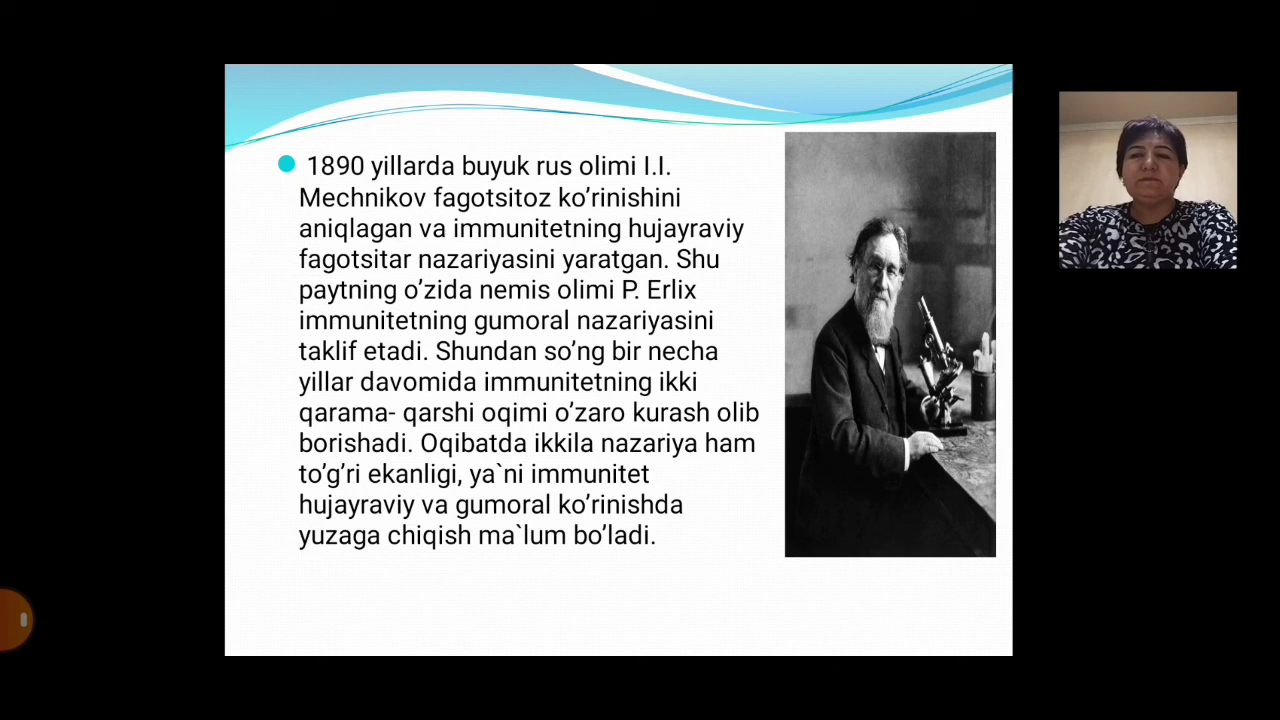 1890 yillarda buyuk rus olimi I.I.
Mechnikov fagotsitoz ko’rinishini
aniqlagan va immunitetning hujayraviy
fagotsitar nazariyasini yaratgan. Shu
paytning o’zida nemis olimi P. Erlix
immunitetning gumoral nazariyasini
taklif etadi. Shundan so’ng bir necha
yillar davomida immunitetning ikki
qarama- qarshi oqimi o’zaro kurash olib
borishadi. Oqibatda ikkila nazariya ham
to’g’ri ekanligi, ya`ni immunitet
hujayraviy va gumoral ko’rinishda
yuzaga chiqish ma`lum bo’ladi.